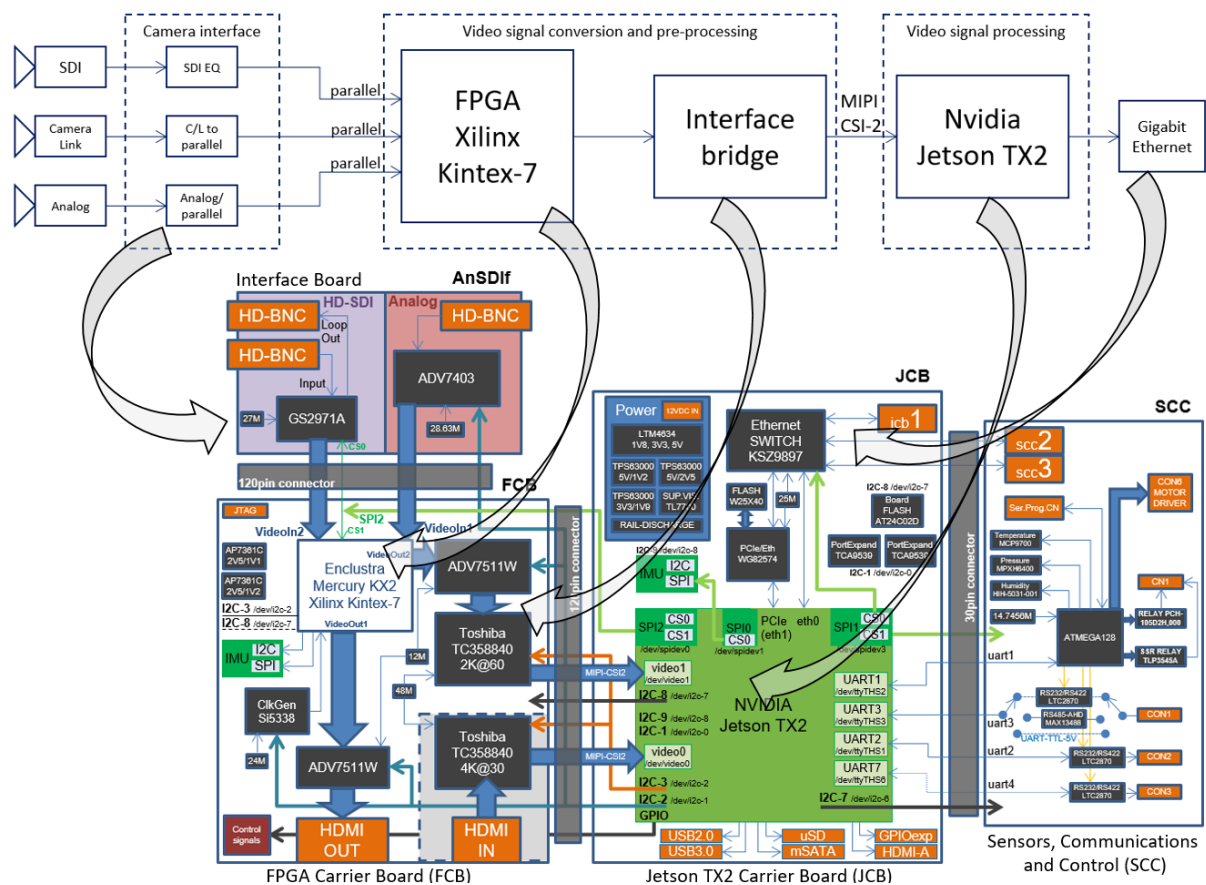 Camera interface
Video signal conversion and pre-processing
Video signal processing
SDI
SDI EQ
parallel
Camera
Link
C/L to
parallel
parallel
Analog
Analog/
parallel
parallel
FPGA
Xilinx
Kintex-7
Interface
bridge
MIPI
CSI-2
Nvidia
Jetson TX2
Gigabit
Ethernet
Interface Board
AnSDIf
HD-SDI
Analog
HD-BNC
Loop
Out
HD-BNC
Input
HD-BNC
ADV7403
27M
GS2971A
28.63M
CS0
120pin connector
FCB
JTAG
SPI2
CS1
VideoIn2
VideoIn1
VideoOut2
AP7361C
2V5/1V1
AP7361C
2V5/1V2
Enclustra
Mercury KX2
Xilinx Kintex-7
I2C-3 /dev/i2c-2
I2C-8 /dev/i2c-7
VideoOut1
IMU
I2C
SPI
ADV7511W
Toshiba
TC358840
2K@60
12M
48M
ClkGen
Si5338
24M
Toshiba
TC358840
4K@30
ADV7511W
Control
signals
HDMI
OUT
HDMI
IN
120pin connector
MIPI-CSI2
MIPI-CSI2
FPGA Carrier Board (FCB)
JCB
Power
12VDC IN
LTM4634
1V8, 3V3, 5V
TPS63000
5V/1V2
TPS63000
5V/2V5
TPS63000
3V3/1V9
SUP.VIS.
RAIL-DISCHARGE
Ethernet
SWITCH
KSZ9897
jcb1
FLASH
W25X40
25M
I2C-8 /dev/i2c-7
Board
FLASH
AT24C02D
PCIe/Eth
WG82574
PortExpand
TCA9539
PortExpand
TCA9535
I2C-1 /dev/i2c-0
I2C-9 /dev/i2c-8
IMU
I2C
SPI
SPI2
CS0
CS1
/dev/spidev0
SPI0
CS0
/dev/spidev1
PCIe
(eth1)
eth0
SPI1
CS0
CS1
/dev/spidev3
video1
/dev/video1
I2C-8 /dev/i2c-7
NVIDIA
Jetson TX2
I2C-9 /dev/i2c-8
I2C-1 /dev/i2c-0
video0
/dev/video0
I2C-3 /dev/i2c-2
I2C-2 /dev/i2c-1
GPIO
UART1
/dev/ttyTHS2
UART3
/dev/ttyTHS3
UART2
/dev/ttyTHS1
UART7
/dev/ttyTHS6
I2C-7 /dev/i2c-6
USB2.0
USB3.0
uSD
mSATA
GPIOexp
HDMI-A
Jetson TX2 Carrier Board (JCB)
30pin connector
uart1
uart3
uart2
uart4
SCC
scc2
scc3
Ser.Prog.CN
CON6
MOTOR
DRIVER
Temperature
MCP9700
Pressure
MPXH6400
Humidity
HIH-5031-001
14.7456M
ATMEGA128
CN1
RELAY PCH-
105D2H,000
SSR RELAY
TLP3545A
RS232/RS422
LTC2870
RS485-AHD
MAX13488
UART-TTL-5V
CON1
RS232/RS422
LTC2870
CON2
RS232/RS422
LTC2870
CON3
Sensors, Communications
and Control (SCC)